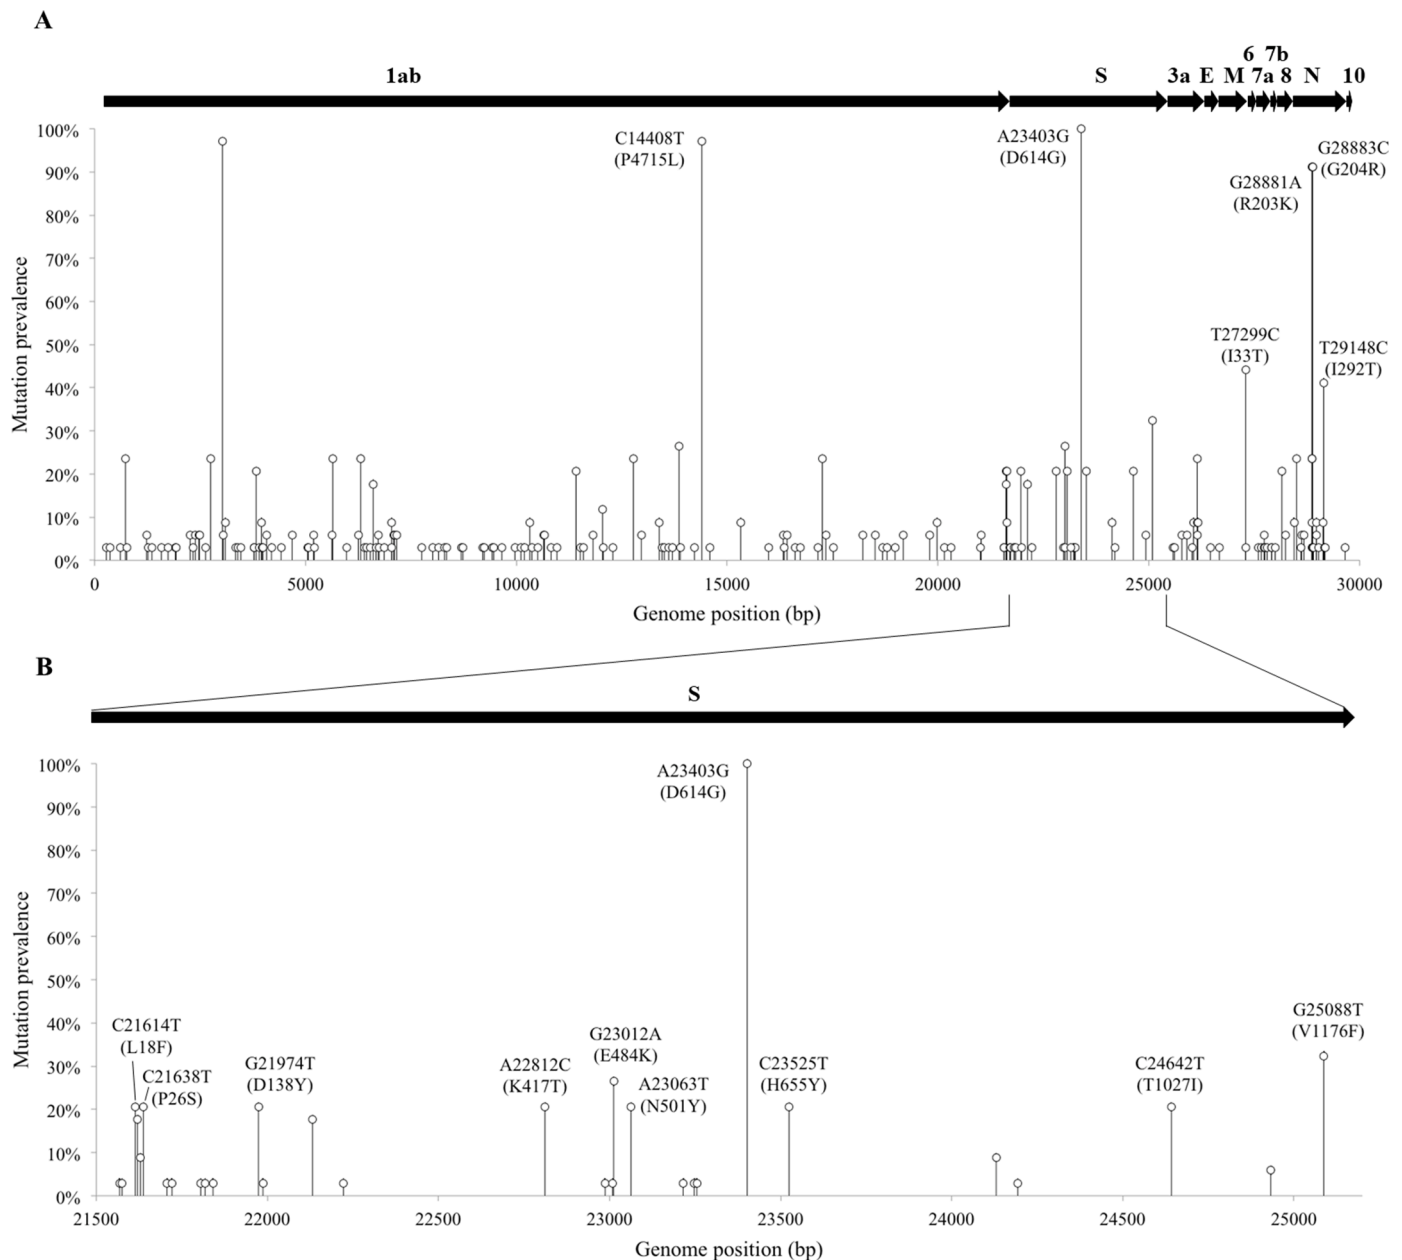 A
6 7b
1ab S 3a E M 7a 8 N 10
100%
90%
80%
70%
60%
50%
40%
30%
20%
10%
0%
Mutation prevalence
C14408T
(P4715L)
A23403G
(D614G)
G28883C
(G204R)
G28881A
(R203K)
T27299C
(I33T)
T29148C
(I292T)
0 5000 10000 15000 20000 25000 30000
Genome position (bp)
B
S
100%
90%
80%
70%
60%
50%
40%
30%
20%
10%
0%
Mutation prevalence
A23403G
(D614G)
C21614T
(L18F)
C21638T
(P26S)
G21974T
(D138Y)
A22812C
(K417T)
G23012A
(E484K)
A23063T
(N501Y)
C23525T
(H655Y)
C24642T
(T1027I)
G25088T
(V1176F)
21500 22000 22500 23000 23500 24000 24500 25000
Genome position (bp)